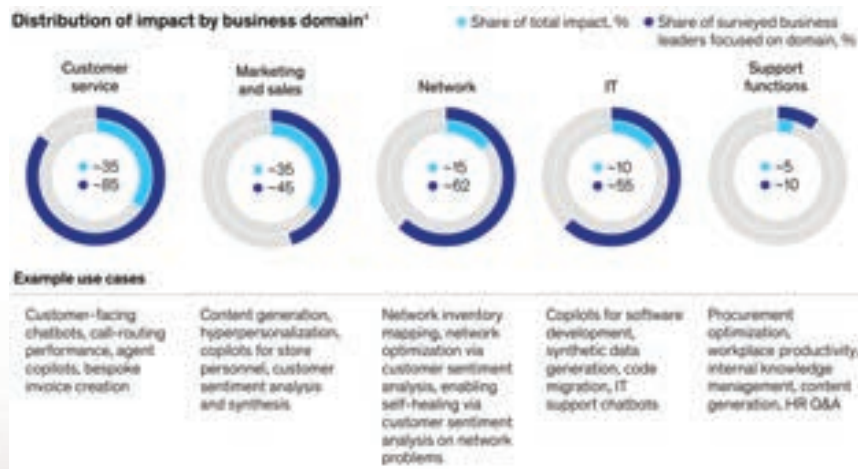 Distribution of impact by business domain¹
Share of total impact, %
Share of surveyed business
leaders focused on domain, %
Customer
service
~35
~85
Marketing
and sales
~35
~45
Network
~15
~62
IT
~10
~55
Support
functions
~5
~10
Example use cases
Customer-facing
chatbots, call-routing
performance, agent
copilots, bespoke
invoice creation
Content generation,
hyperpersonalization,
copilots for store
personnel, customer
sentiment analysis
and synthesis
Network inventory
mapping, network
optimization via
customer sentiment
analysis, enabling
self-healing via
customer sentiment
analysis on network
problems
Copilots for software
development,
synthetic data
generation, code
migration, IT
support chatbots
Procurement
optimization,
workplace productivity,
internal knowledge
management, content
generation, HR Q&A